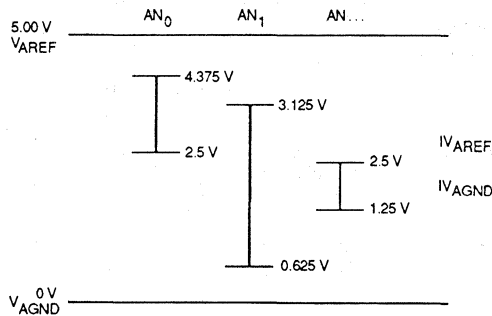 AN0 AN1 AN...
5.00 V
VAREF
4.375 V
3.125 V
2.5 V
2.5 V
IVAREF
IVAGND
1.25 V
0.625 V
0 V
VAGND